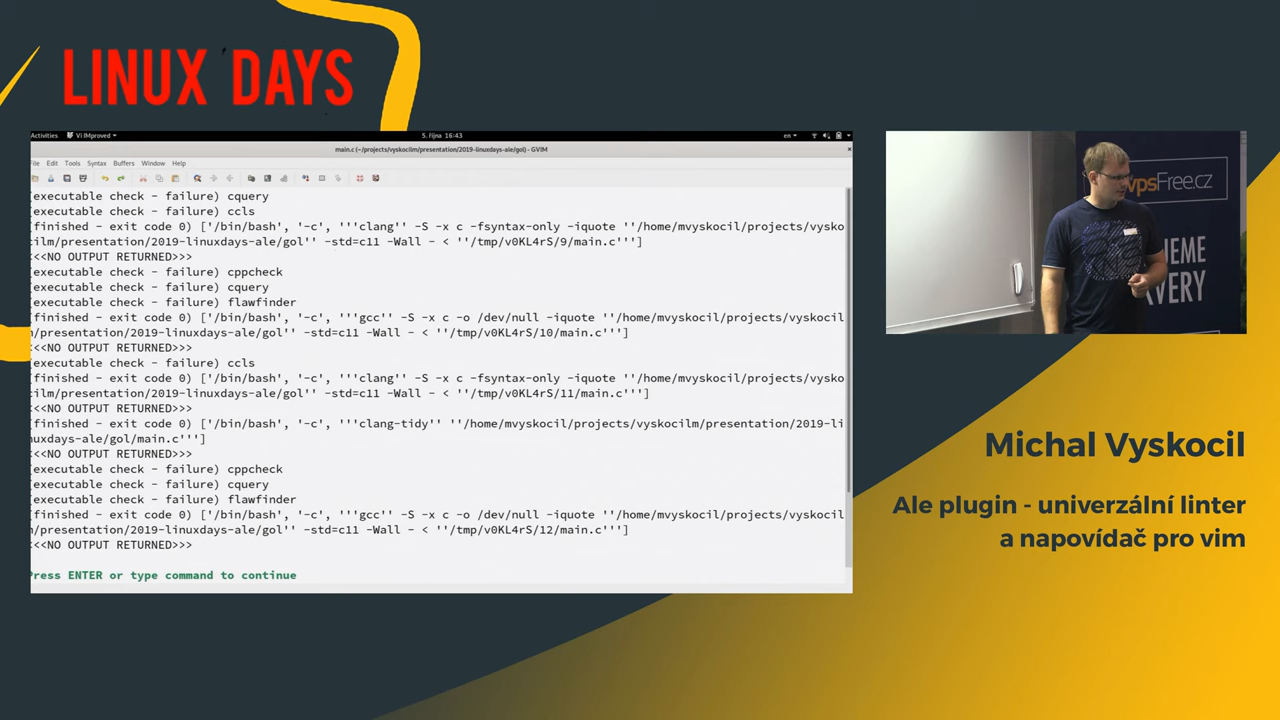 LINUX DAYS
Activities Vi IMproved 5. října 16:43 en
main.c (~/projects/vyskocilm/presentation/2019-linuxdays-ale/gol) - GVIM
File Edit Tools Syntax Buffers Window Help
(executable check - failure) cquery
(executable check - failure) ccls
(finished - exit code 0) ['/bin/bash', '-c', '''clang'' -S -x c -fsyntax-only -iquote ''/home/mvyskocil/projects/vysko
cilm/presentation/2019-linuxdays-ale/gol'' -std=c11 -Wall - < ''/tmp/v0KL4rS/9/main.c''']
<<<NO OUTPUT RETURNED>>>
(executable check - failure) cppcheck
(executable check - failure) cquery
(executable check - failure) flawfinder
(finished - exit code 0) ['/bin/bash', '-c', '''gcc'' -S -x c -o /dev/null -iquote ''/home/mvyskocil/projects/vyskocil
m/presentation/2019-linuxdays-ale/gol'' -std=c11 -Wall - < ''/tmp/v0KL4rS/10/main.c''']
<<<NO OUTPUT RETURNED>>>
(executable check - failure) ccls
(finished - exit code 0) ['/bin/bash', '-c', '''clang'' -S -x c -fsyntax-only -iquote ''/home/mvyskocil/projects/vysko
cilm/presentation/2019-linuxdays-ale/gol'' -std=c11 -Wall - < ''/tmp/v0KL4rS/11/main.c''']
<<<NO OUTPUT RETURNED>>>
(finished - exit code 0) ['/bin/bash', '-c', '''clang-tidy'' ''/home/mvyskocil/projects/vyskocilm/presentation/2019-li
nuxdays-ale/gol/main.c''']
<<<NO OUTPUT RETURNED>>>
(executable check - failure) cppcheck
(executable check - failure) cquery
(executable check - failure) flawfinder
(finished - exit code 0) ['/bin/bash', '-c', '''gcc'' -S -x c -o /dev/null -iquote ''/home/mvyskocil/projects/vyskocil
m/presentation/2019-linuxdays-ale/gol'' -std=c11 -Wall - < ''/tmp/v0KL4rS/12/main.c''']
<<<NO OUTPUT RETURNED>>>
Press ENTER or type command to continue
vpsFree.cz
Michal Vyskocil
Ale plugin - univerzální linter
a napovídač pro vim